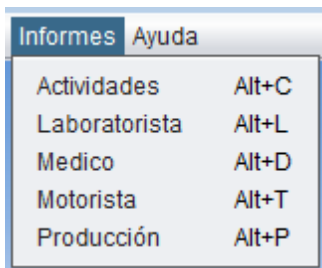 Informes Ayuda
Actividades Alt+C
Laboratorista Alt+L
Medico Alt+D
Motorista Alt+T
Producción Alt+P